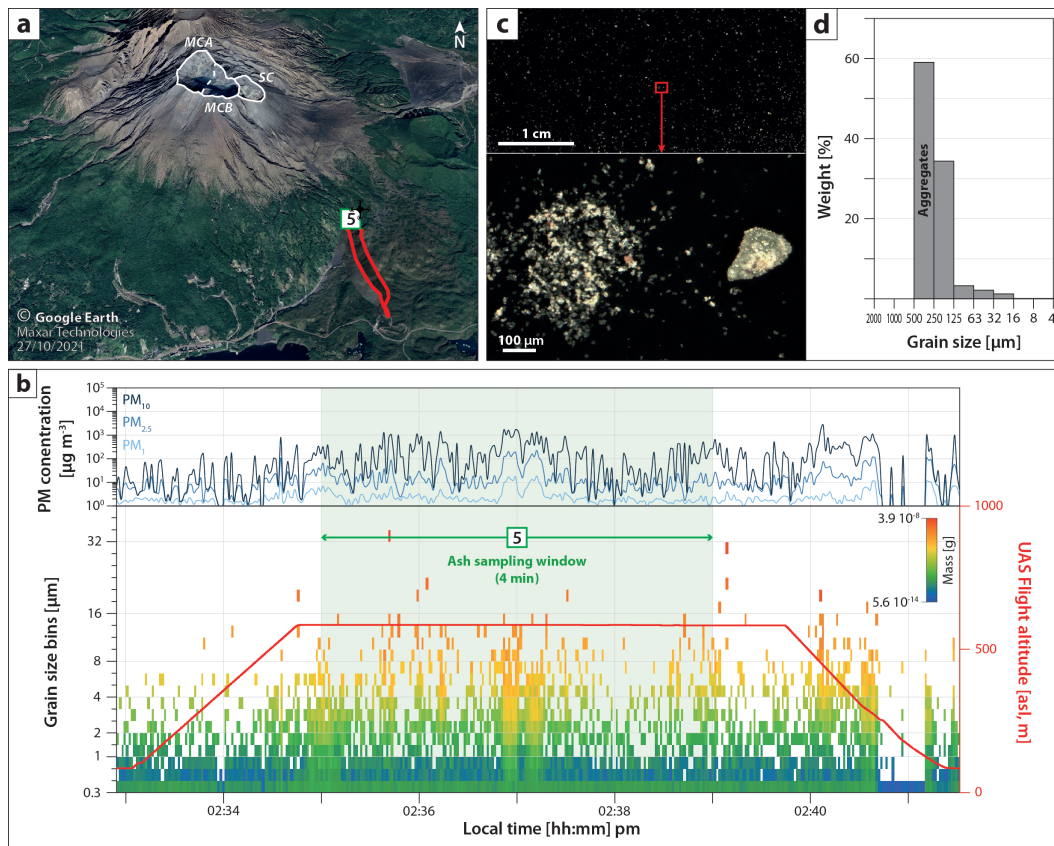 a
MCA
SC
MCB
N
5
© Google Earth
Maxar Technologies
27/10/2021
c
1 cm
100 µm
d
Weight [%]
60
40
20
Aggregates
2000 1000 500 250 125 63 32 16 8 4
Grain size [µm]
b
PM conentration
[µg m-3]
10⁵
10⁴
10³
10²
10¹
10⁰
PM10
PM2.5
PM1
Grain size bins [µm]
32
16
8
4
2
1
0.3
5
Ash sampling window
(4 min)
3.9 10-8
Mass [g]
5.6 10-14
1000
500
0
UAS Flight altitude [asl, m]
02:34 02:36 02:38 02:40
Local time [hh:mm] pm